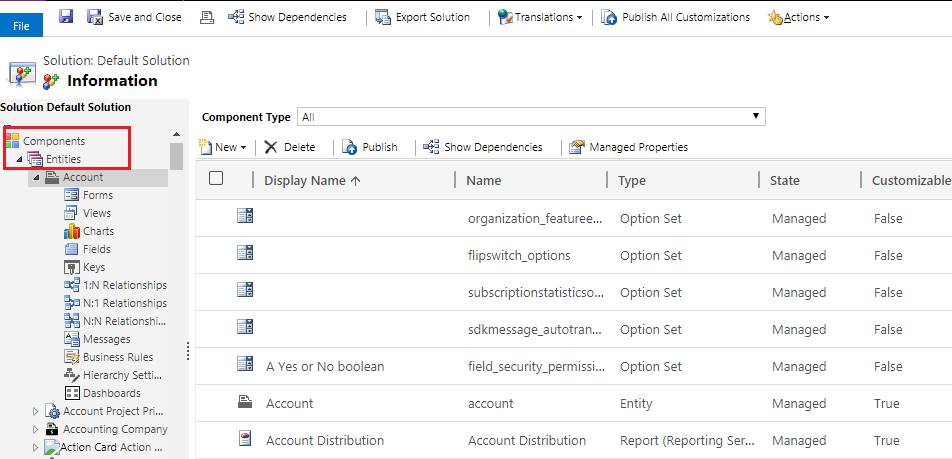 File
Save and Close
Show Dependencies
Export Solution
Translations
Publish All Customizations
Actions
Solution: Default Solution
Information
Solution Default Solution
Components
Entities
Account
Forms
Views
Charts
Fields
Keys
1:N Relationships
N:1 Relationships
N:N Relationshi...
Messages
Business Rules
Hierarchy Setti...
Dashboards
Account Project Pri...
Accounting Company
Action Card Action ...
Component Type All
New Delete Publish Show Dependencies Managed Properties
Display Name Name Type State Customizable
organization_featuree... Option Set Managed False
flipswitch_options Option Set Managed False
subscriptionstatisticso... Option Set Managed False
sdkmessage_autotran... Option Set Managed False
A Yes or No boolean field_security_permissi... Option Set Managed False
Account account Entity Managed True
Account Distribution Account Distribution Report (Reporting Ser... Managed True